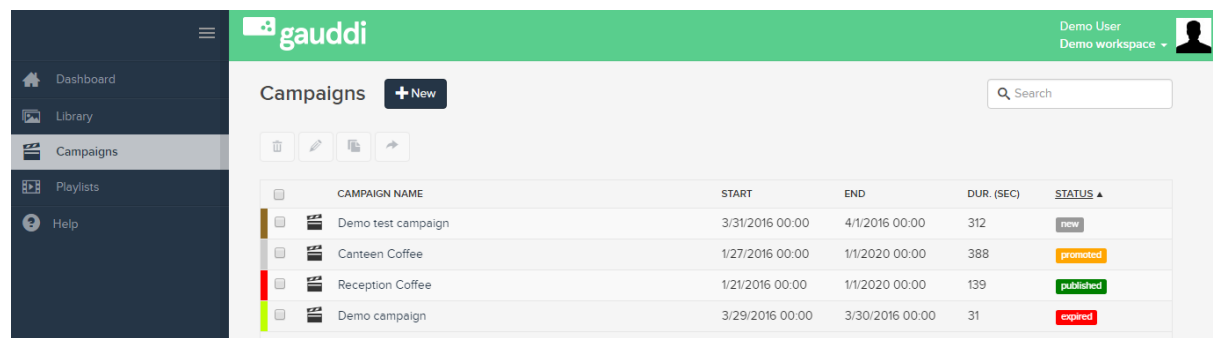 gauddi
Demo User
Demo workspace
Dashboard
Library
Campaigns
Playlists
Help
Campaigns
New
Search
CAMPAIGN NAME START END DUR. (SEC) STATUS
Demo test campaign 3/31/2016 00:00 4/1/2016 00:00 312 new
Canteen Coffee 1/27/2016 00:00 1/1/2020 00:00 388 promoted
Reception Coffee 1/21/2016 00:00 1/1/2020 00:00 139 published
Demo campaign 3/29/2016 00:00 3/30/2016 00:00 31 expired